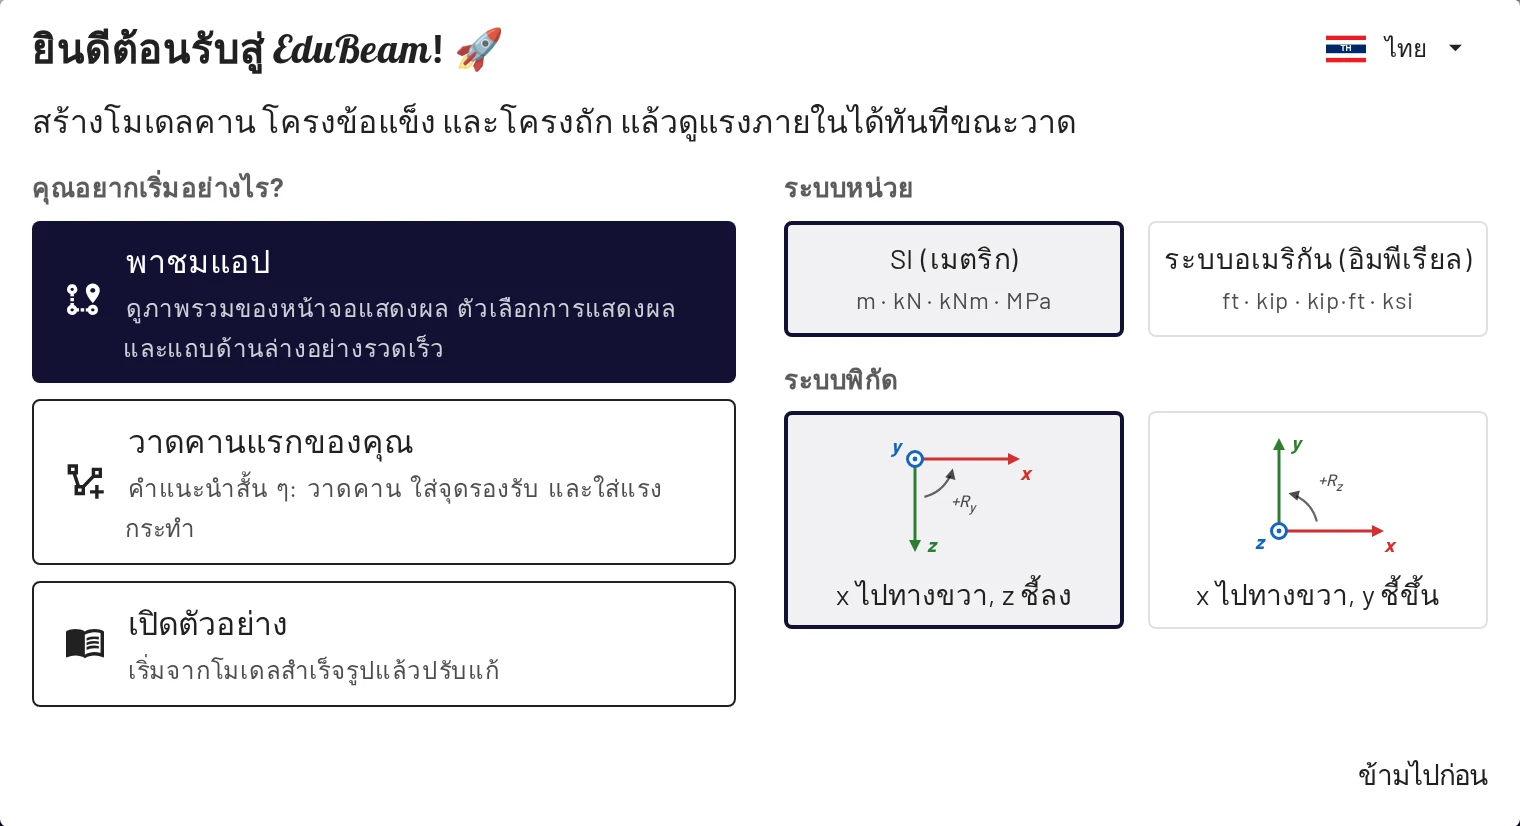 ยินดีต้อนรับสู่ EduBeam! 🚀
TH ไทย
สร้างโมเดลคาน โครงข้อแข็ง และโครงถัก แล้วดูแรงภายในได้ทันทีขณะวาด
คุณอยากเริ่มอย่างไร?
พาชมแอป
ดูภาพรวมของหน้าจอแสดงผล ตัวเลือกการแสดงผล
และแถบด้านล่างอย่างรวดเร็ว
วาดคานแรกของคุณ
คำแนะนำสั้น ๆ: วาดคาน ใส่จุดรองรับ และใส่แรง
กระทำ
เปิดตัวอย่าง
เริ่มจากโมเดลสำเร็จรูปแล้วปรับแก้
ระบบหน่วย
SI (เมตริก)
m · kN · kNm · MPa
ระบบอเมริกัน (อิมพีเรียล)
ft · kip · kip·ft · ksi
ระบบพิกัด
y
x
+Ry
z
x ไปทางขวา, z ชี้ลง
y
+Rz
z
x
x ไปทางขวา, y ชี้ขึ้น
ข้ามไปก่อน